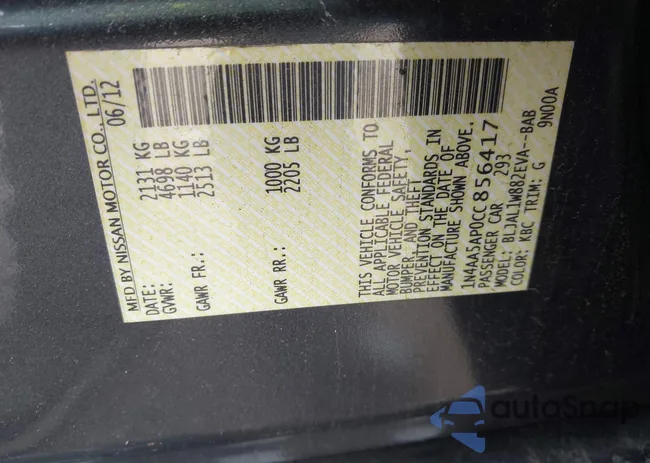 MFD BY NISSAN MOTOR CO., LTD.
DATE: 06/12
GVWR: 2131 KG
4698 LB
GAWR FR.: 1140 KG
2513 LB
GAWR RR.: 1000 KG
2205 LB
THIS VEHICLE CONFORMS TO
ALL APPLICABLE FEDERAL
MOTOR VEHICLE SAFETY,
BUMPER, AND THEFT
PREVENTION STANDARDS IN
EFFECT ON THE DATE OF
MANUFACTURE SHOWN ABOVE.
1N4AA5AP0CC856417
PASSENGER CAR 293
MODEL: BLJALIW882EVA--BAB
COLOR: KBC TRIM: G 9N00A
autoSnap